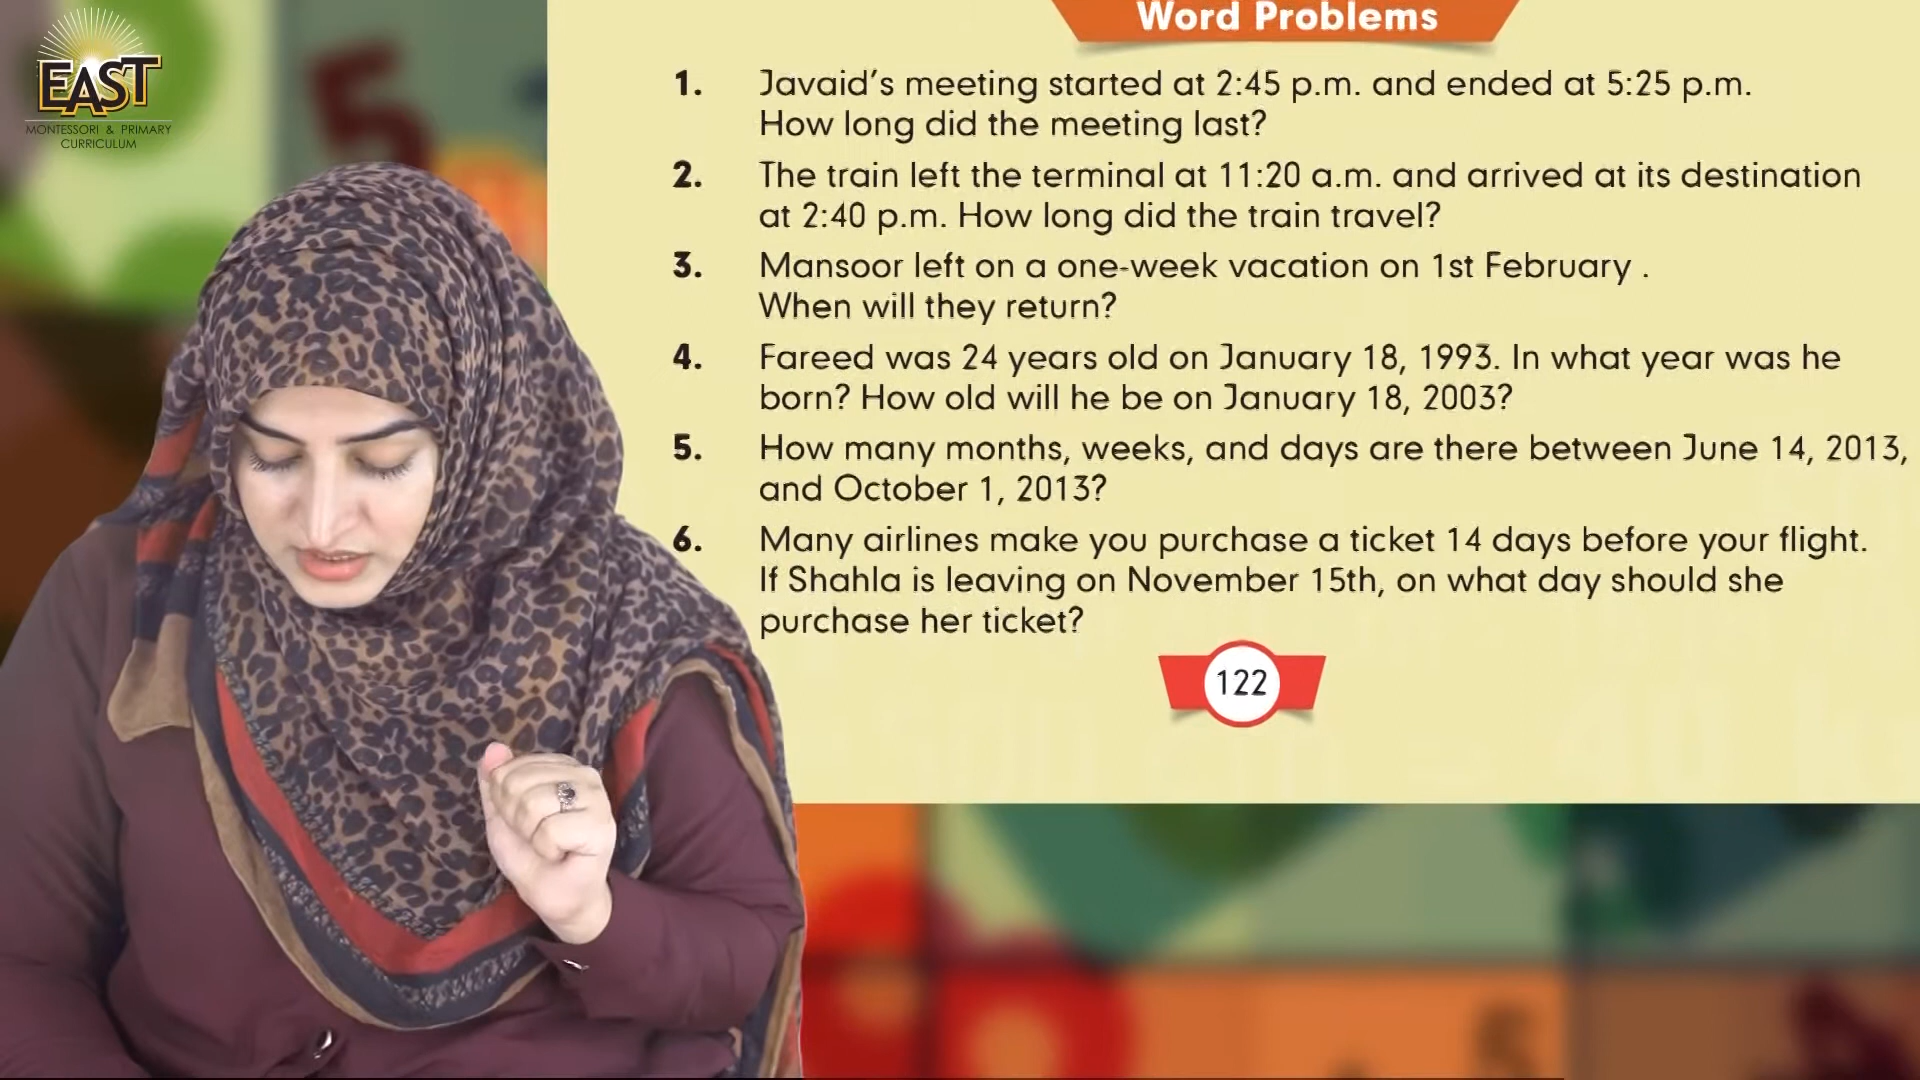 EAST
MONTESSORI & PRIMARY
CURRICULUM
Word Problems
1. Javaid's meeting started at 2:45 p.m. and ended at 5:25 p.m.
How long did the meeting last?
2. The train left the terminal at 11:20 a.m. and arrived at its destination
at 2:40 p.m. How long did the train travel?
3. Mansoor left on a one-week vacation on 1st February .
When will they return?
4. Fareed was 24 years old on January 18, 1993. In what year was he
born? How old will he be on January 18, 2003?
5. How many months, weeks, and days are there between June 14, 2013,
and October 1, 2013?
6. Many airlines make you purchase a ticket 14 days before your flight.
If Shahla is leaving on November 15th, on what day should she
purchase her ticket?
122
5
5